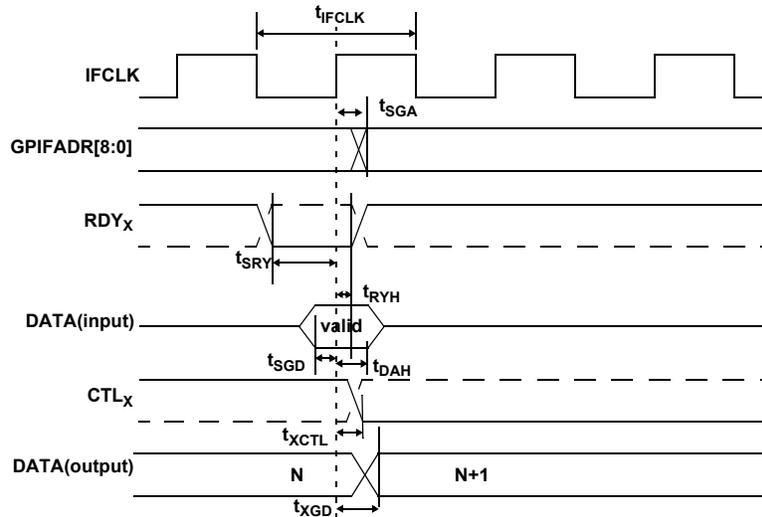 tIFCLK
IFCLK
tSGA
GPIFADR[8:0]
RDYX
tSRY
tRYH
DATA(input)
valid
tSGD
tDAH
CTLX
tXCTL
DATA(output)
N
N+1
tXGD